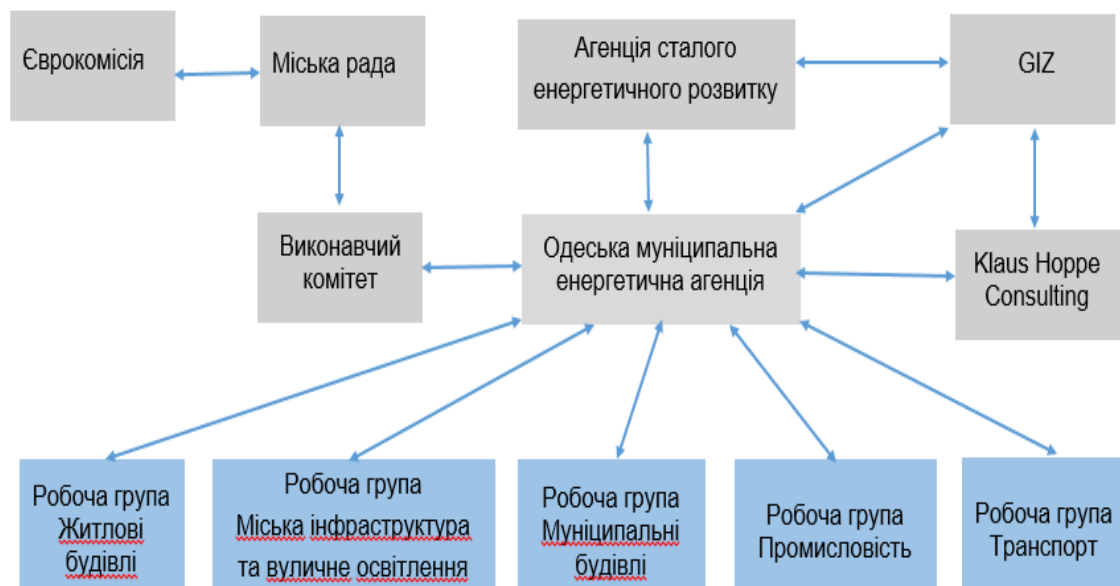 Єврокомісія
Міська рада
Агенція сталого
енергетичного розвитку
GIZ
Виконавчий
комітет
Одеська муніципальна
енергетична агенція
Klaus Hoppe
Consulting
Робоча група
Житлові
будівлі
Робоча група
Міська інфраструктура
та вуличне освітлення
Робоча група
Муніципальні
будівлі
Робоча група
Промисловість
Робоча група
Транспорт